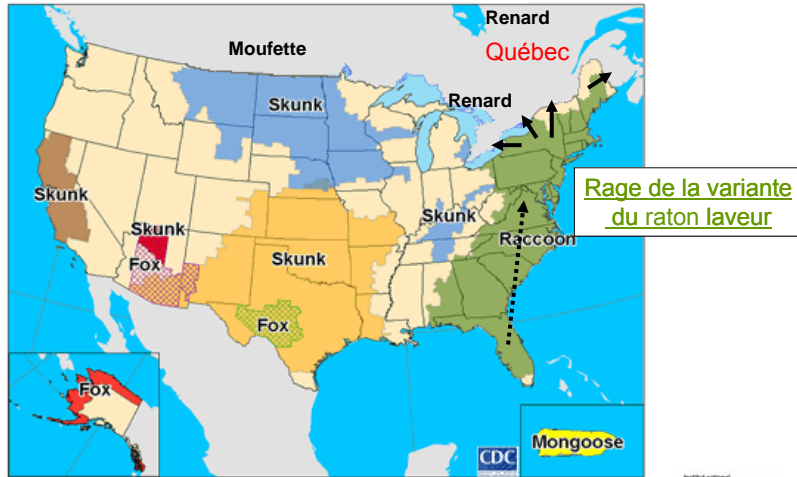 Renard
Québec
Moufette
Renard
Skunk
Rage de la variante
du raton laveur
Skunk
Skunk
Skunk
Raccoon
Fox
Skunk
Fox
Fox
CDC
Mongoose